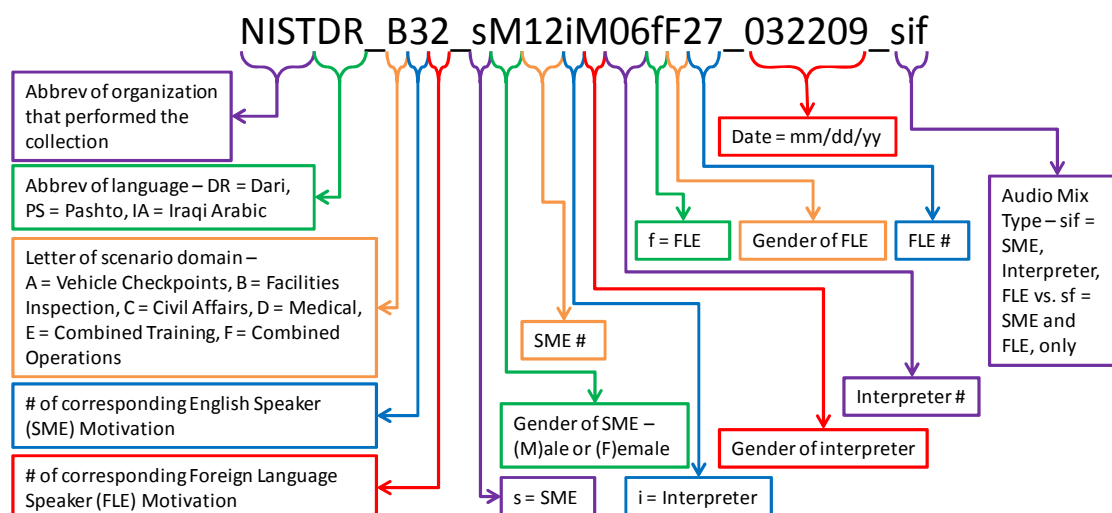 NISTDR_B32_sM12iM06fF27_032209_sif
Abbrev of organization
that performed the
collection
Abbrev of language – DR = Dari,
PS = Pashto, IA = Iraqi Arabic
Letter of scenario domain –
A = Vehicle Checkpoints, B = Facilities
Inspection, C = Civil Affairs, D = Medical,
E = Combined Training, F = Combined
Operations
# of corresponding English Speaker
(SME) Motivation
# of corresponding Foreign Language
Speaker (FLE) Motivation
s = SME
Gender of SME –
(M)ale or (F)emale
SME #
i = Interpreter
Gender of interpreter
Interpreter #
f = FLE
Gender of FLE
FLE #
Date = mm/dd/yy
Audio Mix
Type – sif =
SME,
Interpreter,
FLE vs. sf =
SME and
FLE, only